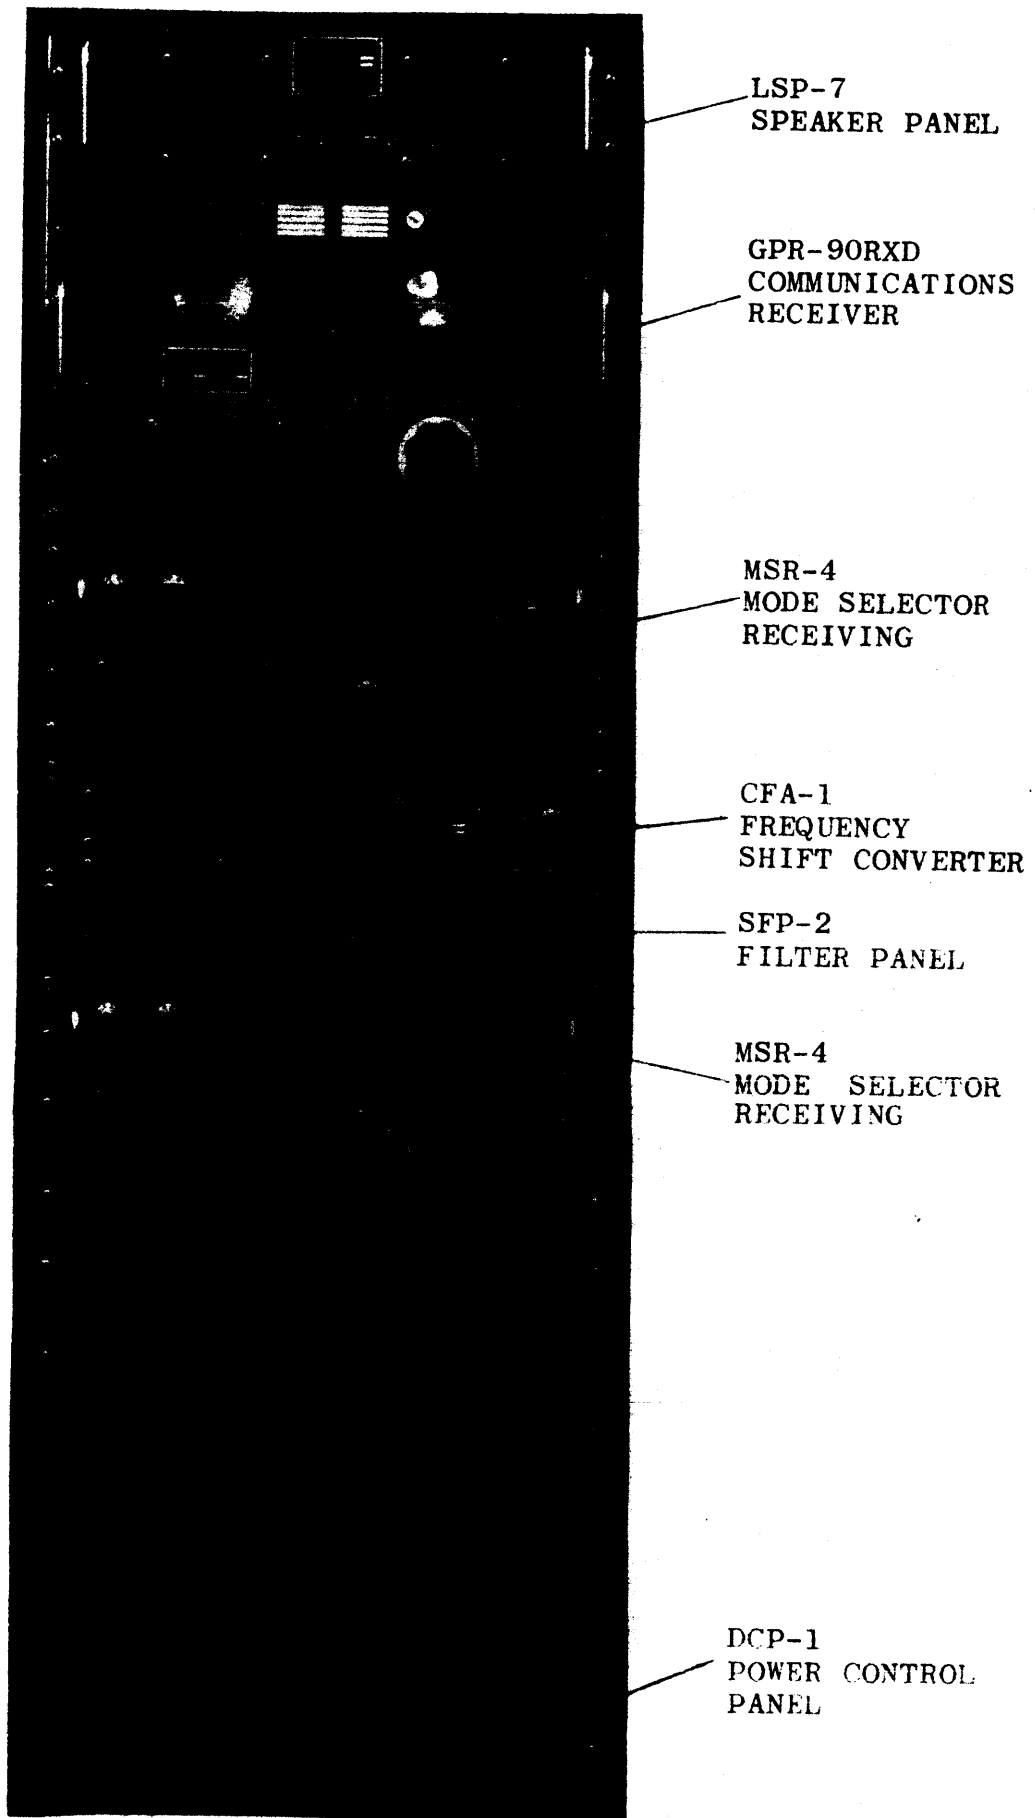 LSP-7
SPEAKER PANEL
GPR-90RXD
COMMUNICATIONS
RECEIVER
MSR-4
MODE SELECTOR
RECEIVING
CFA-1
FREQUENCY
SHIFT CONVERTER
SFP-2
FILTER PANEL
MSR-4
MODE SELECTOR
RECEIVING
DCP-1
POWER CONTROL
PANEL